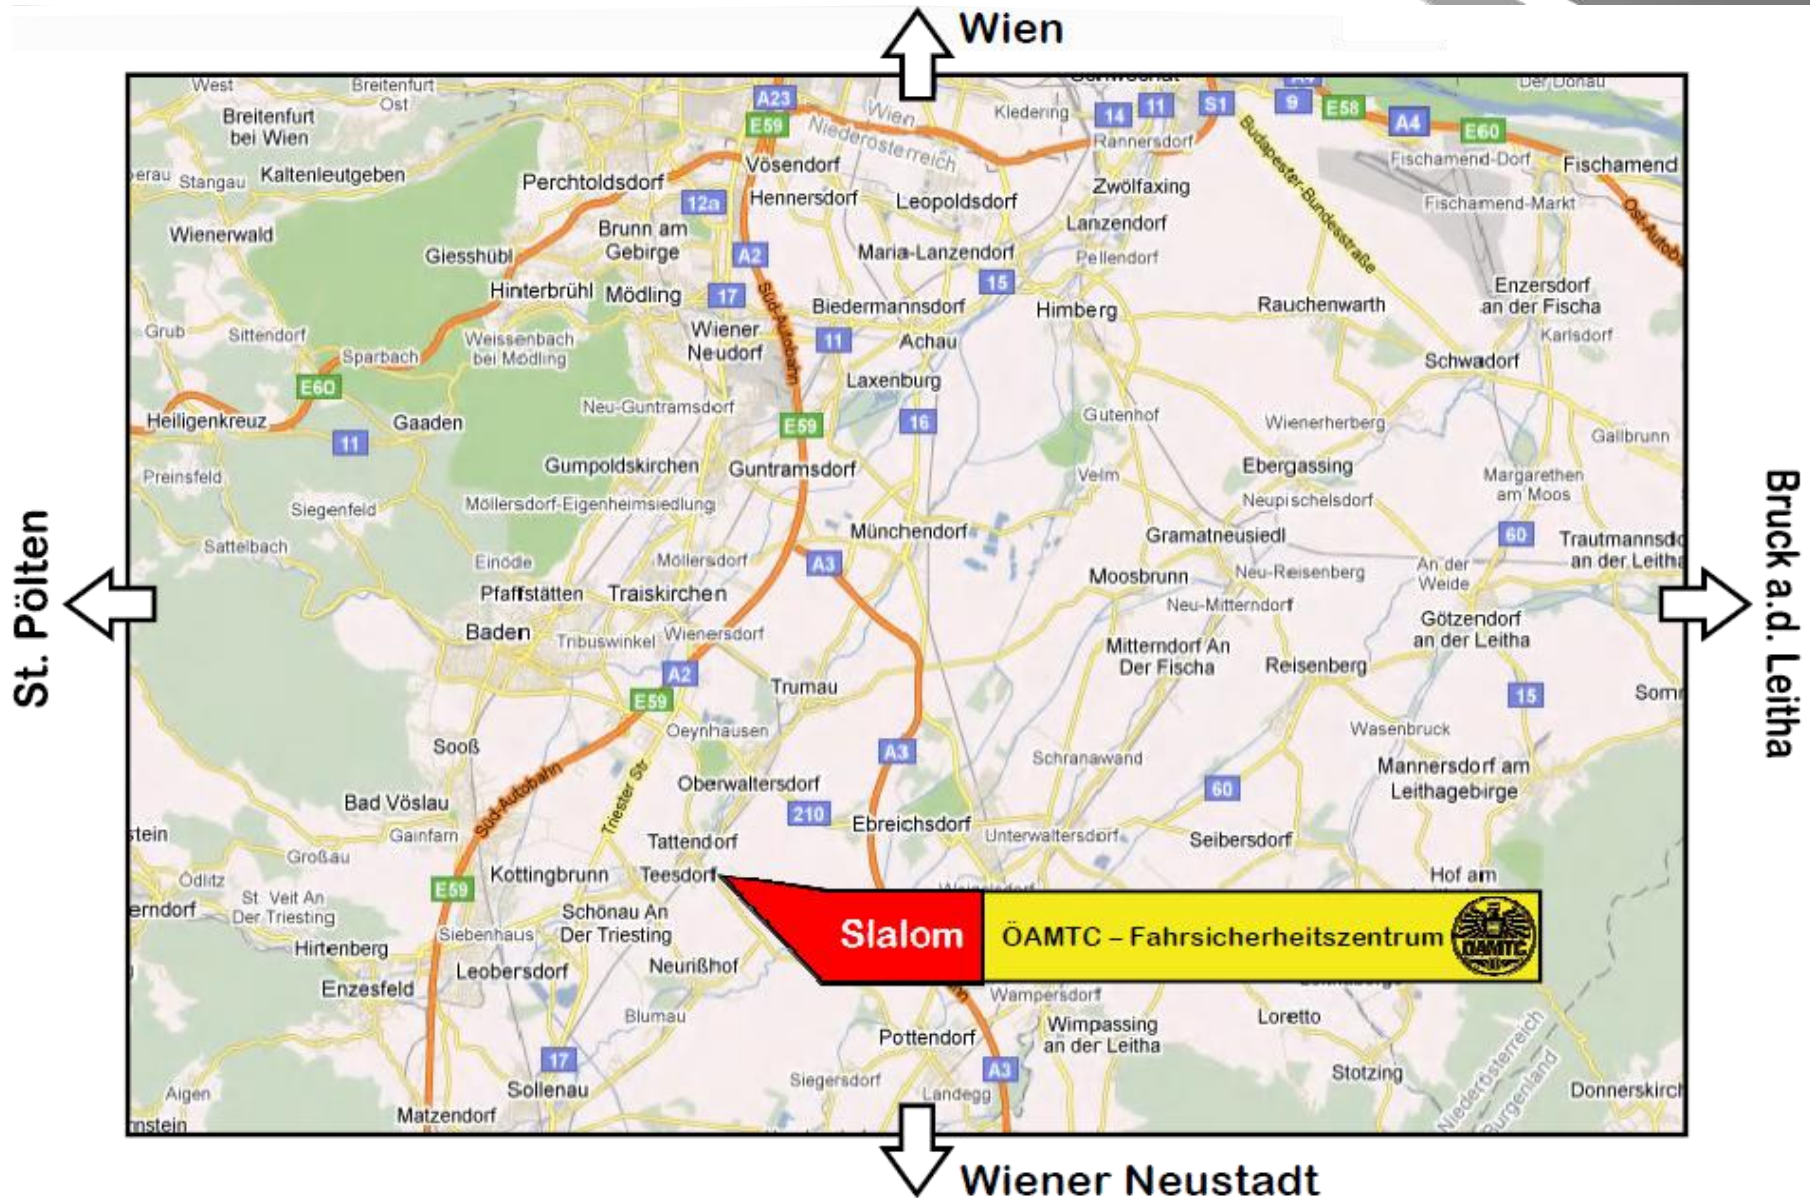 Wien
West
Breitenfurt
Ost
Der Donau
Breitenfurt
bei Wien
A23
E59
Wien
Niederösterreich
Kledering
14
11
S1
9
E58
A4
E60
Rannersdorf
Budapester-Bundesstraße
Fischamend-Dorf
Fischamend
Stangau
Kaltenleutgeben
Perchtoldsdorf
Vösendorf
Hennersdorf
Leopoldsdorf
Zwölfaxing
Fischamend-Markt
12a
Wienerwald
Brunn am
Gebirge
Lanzendorf
Giesshübl
A2
Maria-Lanzendorf
Pellendorf
15
Hinterbrühl
Mödling
17
Süd-Autobahn
Biedermannsdorf
Himberg
Rauchenwarth
Enzersdorf
an der Fischa
Karlsdorf
Grub
Sittendorf
Sparbach
Weissenbach
bei Mödling
Wiener
Neudorf
11
Achau
Schwadorf
E60
Laxenburg
Heiligenkreuz
11
Gaaden
Neu-Guntramsdorf
E59
16
Gutenhof
Wienerherberg
Gallbrunn
Preinsfeld
Gumpoldskirchen
Guntramsdorf
Velm
Ebergassing
Margarethen
am Moos
Siegenfeld
Möllersdorf-Eigenheimsiedlung
Neupischelsdorf
Sattelbach
Münchendorf
Gramatneusiedl
60
Trautmannsdo
an der Leitha
Einöde
Möllersdorf
A3
Moosbrunn
Neu-Reisenberg
An der
Weide
St. Pölten
Bruck a.d. Leitha
Pfaffstätten
Traiskirchen
Neu-Mitterndorf
Götzendorf
an der Leitha
Baden
Tribuswinkel
Wienersdorf
Mitterndorf An
Der Fischa
Reisenberg
A2
E59
Trumau
15
Oeynhausen
Wasenbruck
Sooß
A3
Schranawand
Mannersdorf am
Leithagebirge
Süd-Autobahn
Triester Str
Oberwaltersdorf
60
Bad Vöslau
210
Ebreichsdorf
Unterwaltersdorf
Seibersdorf
Gainfarn
Tattendorf
Großau
Ödlitz
E59
Kottingbrunn
Teesdorf
Hof am
St. Veit An
Der Triesting
Schönau An
Der Triesting
Slalom
ÖAMTC – Fahrsicherheitszentrum
ÖAMTC
Hirtenberg
Siebenhaus
Leobersdorf
Neurißhof
Enzesfeld
Wampersdorf
Blumau
Pottendorf
Wimpassing
an der Leitha
Loretto
17
Siegersdorf
A3
Stotzing
Niederösterreich
Burgenland
Aigen
Sollenau
Landegg
Donnerskirch
Matzendorf
Wiener Neustadt